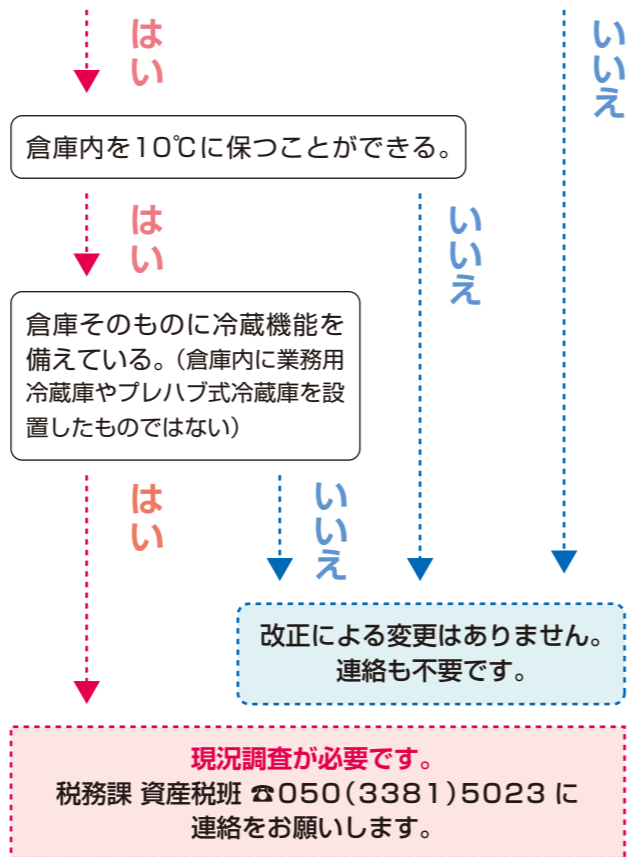 はい
いいえ
倉庫内を10℃に保つことができる。
はい
いいえ
倉庫そのものに冷蔵機能を
備えている。(倉庫内に業務用
冷蔵庫やプレハブ式冷蔵庫を設
置したものではない)
はい
いいえ
改正による変更はありません。
連絡も不要です。
現況調査が必要です。
税務課 資産税班 ☎050(3381)5023 に
連絡をお願いします。